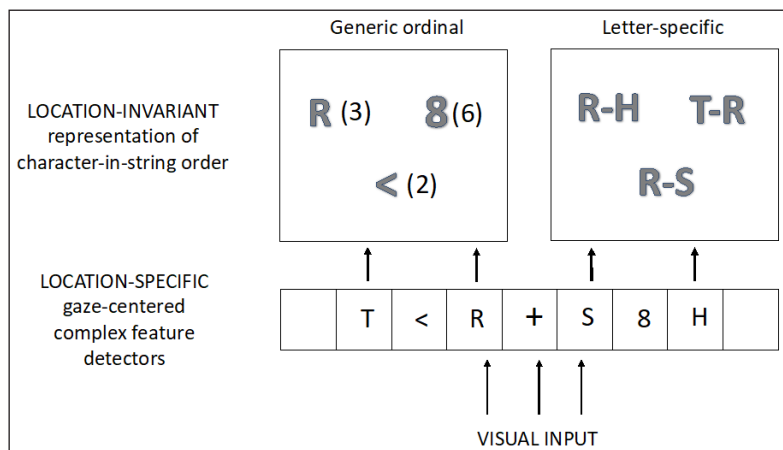 Generic ordinal
Letter-specific
LOCATION-INVARIANT
representation of
character-in-string order
R (3)
8 (6)
< (2)
R-H
T-R
R-S
LOCATION-SPECIFIC
gaze-centered
complex feature
detectors
T < R + S 8 H
VISUAL INPUT